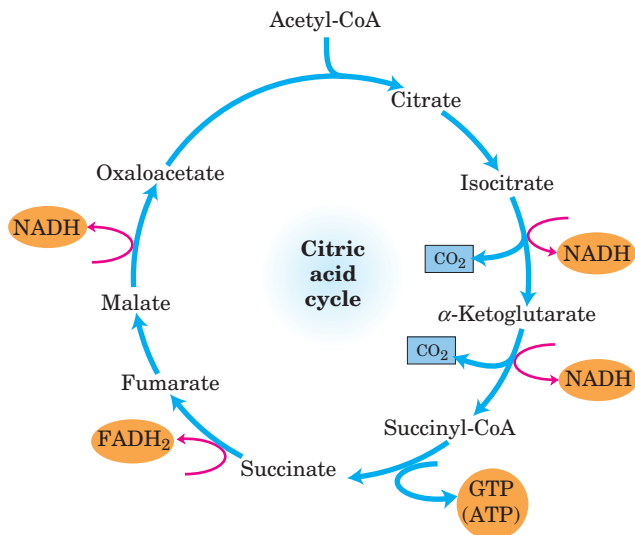 Acetyl-CoA
Citrate
Isocitrate
NADH
CO₂
α-Ketoglutarate
CO₂
NADH
Succinyl-CoA
GTP
(ATP)
Succinate
FADH₂
Fumarate
Malate
NADH
Oxaloacetate
Citric
acid
cycle